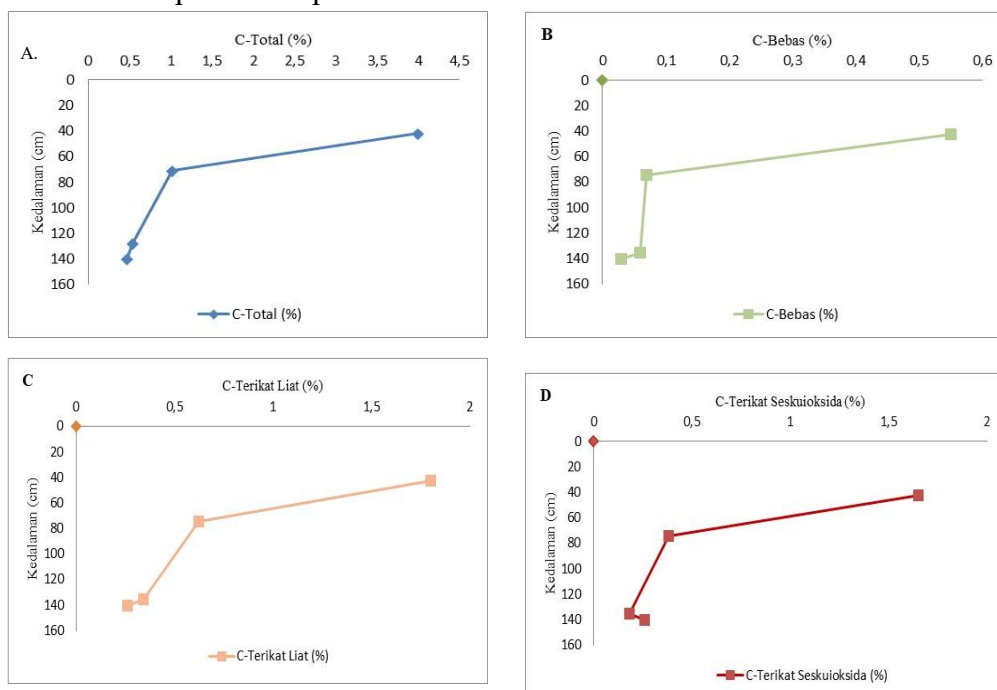 A.
C-Total (%)
0 0,5 1 1,5 2 2,5 3 3,5 4 4,5
Kedalaman (cm)
0
20
40
60
80
100
120
140
160
C-Total (%)
B
C-Bebas (%)
0 0,1 0,2 0,3 0,4 0,5 0,6
Kedalaman (cm)
0
20
40
60
80
100
120
140
160
C-Bebas (%)
C
C-Terikat Liat (%)
0 0,5 1 1,5 2
Kedalaman (cm)
0
20
40
60
80
100
120
140
160
C-Terikat Liat (%)
D
C-Terikat Seskuioksida (%)
0 0,5 1 1,5 2
Kedalaman (cm)
0
20
40
60
80
100
120
140
160
C-Terikat Seskuioksida (%)